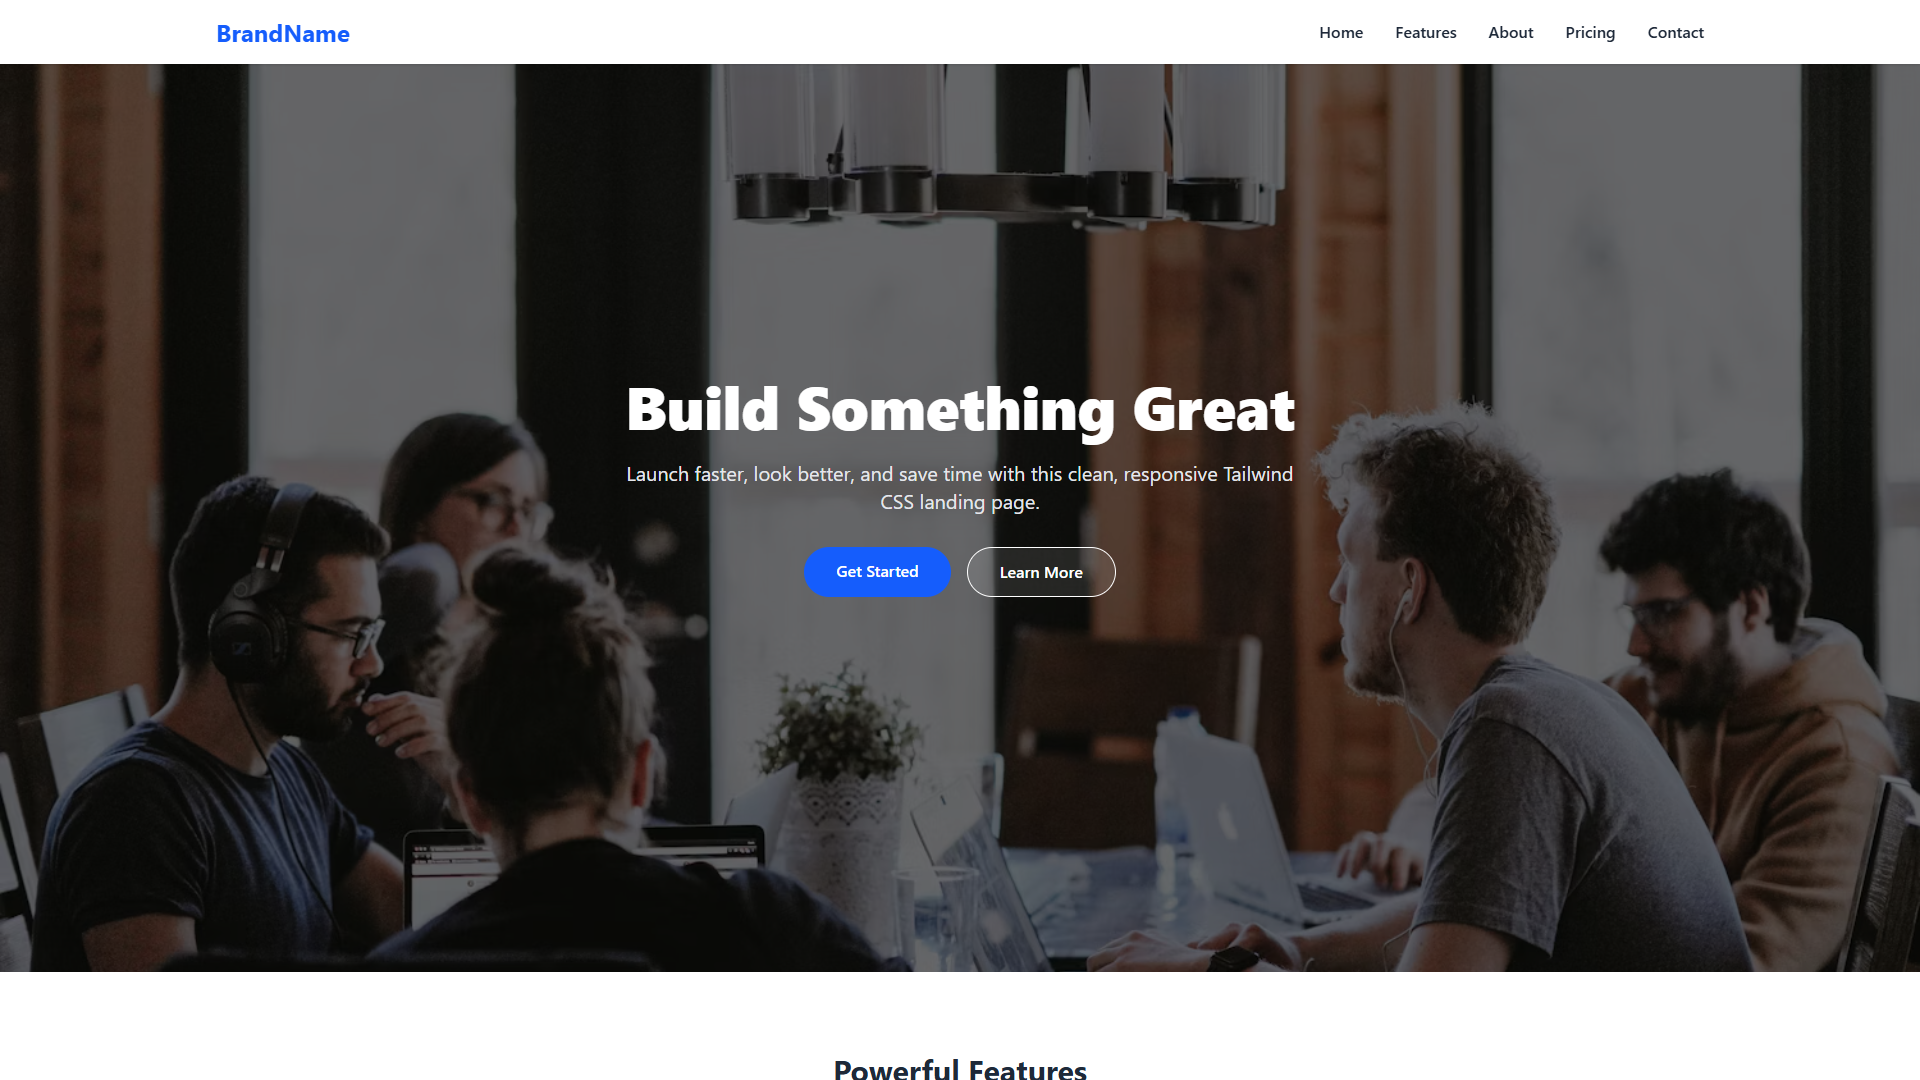 BrandName
Home Features About Pricing Contact
Build Something Great
Launch faster, look better, and save time with this clean, responsive Tailwind
CSS landing page.
Get Started Learn More
Powerful Features